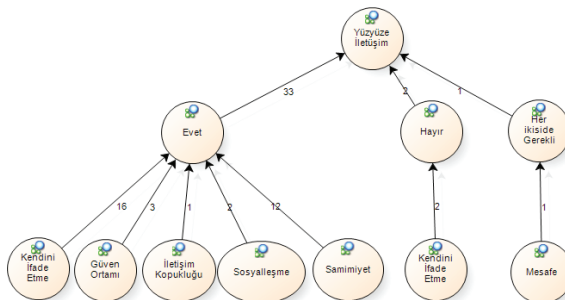 Yüzyüze
İletişim
33
2
1
Evet
Hayır
Her
ikiside
Gerekli
16
3
1
2
12
2
1
Kendini
İfade
Etme
Güven
Ortamı
İletişim
Kopukluğu
Sosyalleşme
Samimiyet
Kendini
İfade
Etme
Mesafe